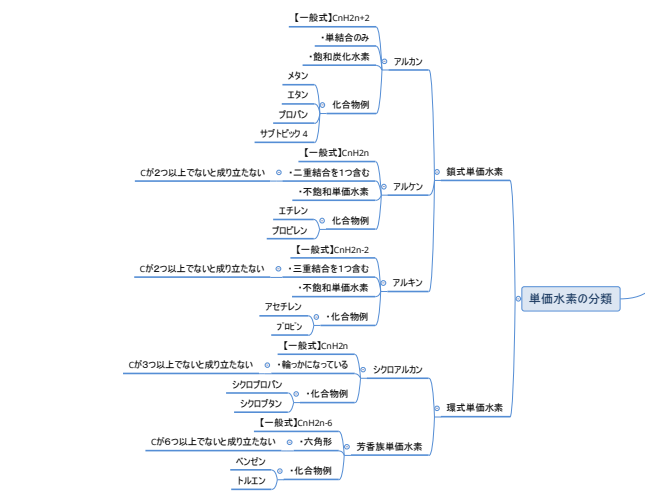 単価水素の分類
鎖式単価水素
アルカン
【一般式】CnH2n+2
・単結合のみ
・飽和炭化水素
化合物例
メタン
エタン
プロパン
サブトピック 4
アルケン
【一般式】CnH2n
・二重結合を1つ含む
Cが2つ以上でないと成り立たない
・不飽和単価水素
化合物例
エチレン
プロピレン
アルキン
【一般式】CnH2n-2
・三重結合を1つ含む
Cが2つ以上でないと成り立たない
・不飽和単価水素
・化合物例
アセチレン
プロピン
環式単価水素
シクロアルカン
【一般式】CnH2n
・輪っかになっている
Cが3つ以上でないと成り立たない
・化合物例
シクロプロパン
シクロブタン
芳香族単価水素
【一般式】CnH2n-6
・六角形
Cが6つ以上でないと成り立たない
・化合物例
ベンゼン
トルエン